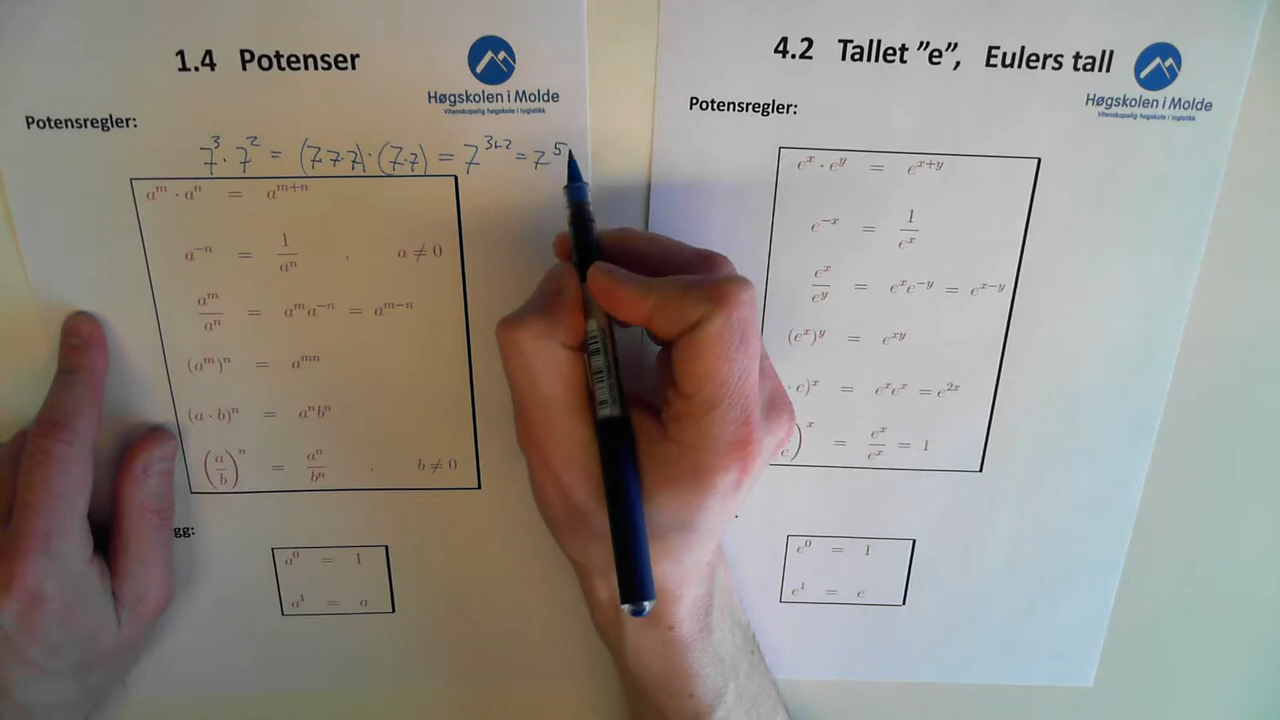 1.4 Potenser
Høgskolen i Molde
Vitenskapelig høgskole i logistikk
Potensregler:
7³ · 7² = (7·7·7)·(7·7) = 7³⁺² = 7⁵
aᵐ · aⁿ = aᵐ⁺ⁿ
a⁻ⁿ = 1/aⁿ , a ≠ 0
aᵐ/aⁿ = aᵐa⁻ⁿ = aᵐ⁻ⁿ
(aᵐ)ⁿ = aᵐⁿ
(a · b)ⁿ = aⁿbⁿ
(a/b)ⁿ = aⁿ/bⁿ , b ≠ 0
gg:
a⁰ = 1
a¹ = a
4.2 Tallet ”e”, Eulers tall
Høgskolen i Molde
Vitenskapelig høgskole i logistikk
Potensregler:
eˣ · eʸ = eˣ⁺ʸ
e⁻ˣ = 1/eˣ
eˣ/eʸ = eˣe⁻ʸ = eˣ⁻ʸ
(eˣ)ʸ = eˣʸ
· e)ˣ = eˣeˣ = e²ˣ
e)ˣ = eˣ/eˣ = 1
e⁰ = 1
e¹ = e